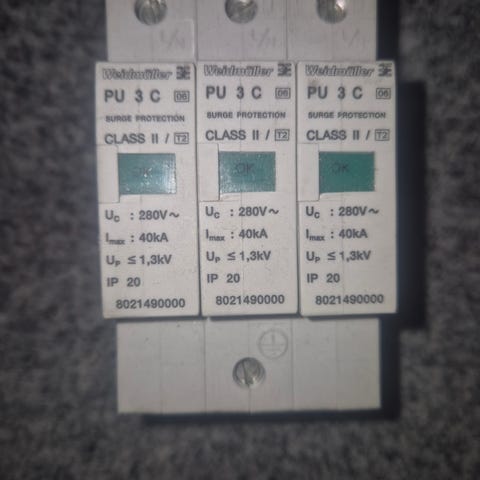 L/N
L/N
L/N
Weidmüller
PU 3 C 06
SURGE PROTECTION
CLASS II / T2
OK
Uc : 280V~
Imax : 40kA
UP ≤ 1,3kV
IP 20
8021490000
Weidmüller
PU 3 C 06
SURGE PROTECTION
CLASS II / T2
OK
Uc : 280V~
Imax : 40kA
UP ≤ 1,3kV
IP 20
8021490000
Weidmüller
PU 3 C 06
SURGE PROTECTION
CLASS II / T2
OK
Uc : 280V~
Imax : 40kA
UP ≤ 1,3kV
IP 20
8021490000